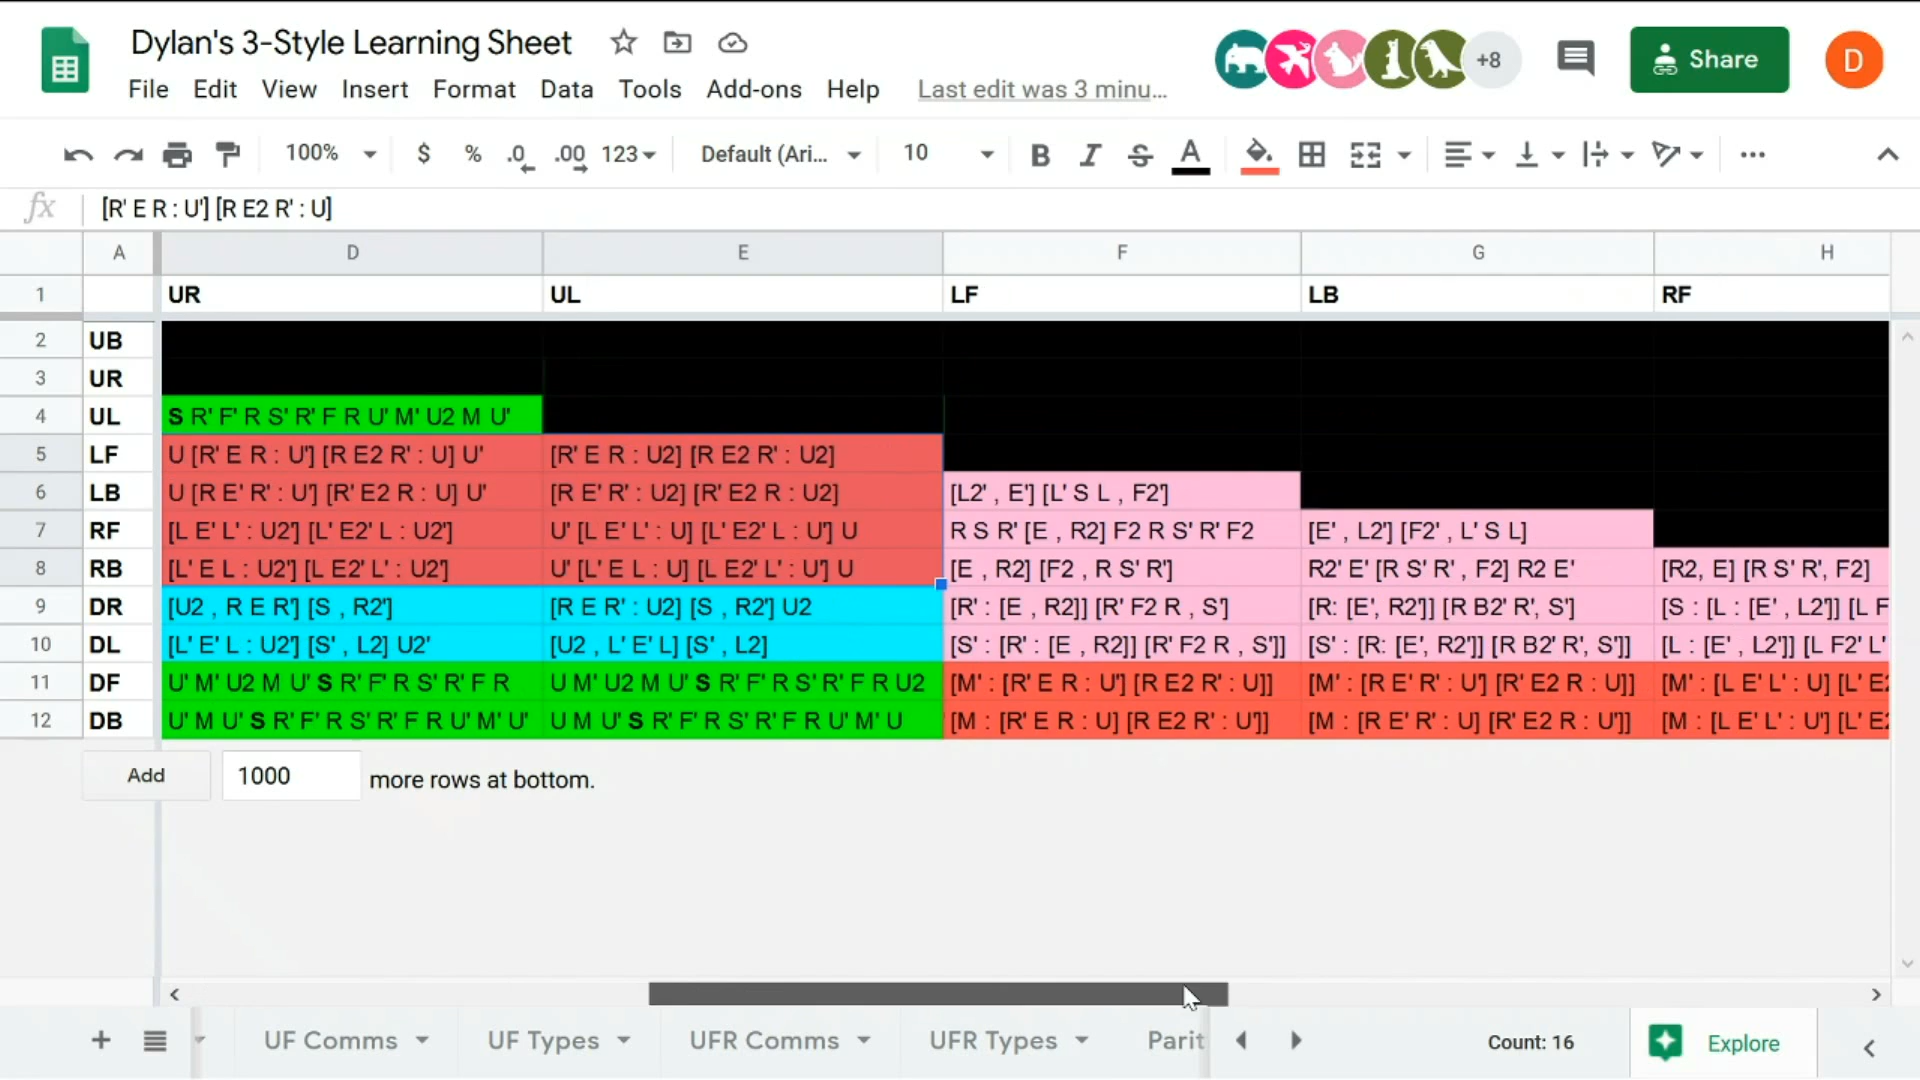 Dylan's 3-Style Learning Sheet
+8
Share
D
File Edit View Insert Format Data Tools Add-ons Help Last edit was 3 minu...
100% $ % .0 .00 123 Default (Ari... 10 B I S A
fx [R' E R : U'] [R E2 R' : U]
A D E F G H
1 UR UL LF LB RF
2 UB
3 UR
4 UL S R' F' R S' R' F R U' M' U2 M U'
5 LF U [R' E R : U'] [R E2 R' : U] U' [R' E R : U2] [R E2 R' : U2]
6 LB U [R E' R' : U'] [R' E2 R : U] U' [R E' R' : U2] [R' E2 R : U2] [L2' , E'] [L' S L , F2']
7 RF [L E' L' : U2'] [L' E2' L : U2'] U' [L E' L' : U] [L' E2' L : U'] U R S R' [E , R2] F2 R S' R' F2 [E' , L2'] [F2' , L' S L]
8 RB [L' E L : U2'] [L E2' L' : U2'] U' [L' E L : U] [L E2' L' : U'] U [E , R2] [F2 , R S' R'] R2' E' [R S' R' , F2] R2 E' [R2, E] [R S' R', F2]
9 DR [U2 , R E R'] [S , R2'] [R E R' : U2] [S , R2'] U2 [R' : [E , R2]] [R' F2 R , S'] [R: [E', R2']] [R B2' R', S'] [S : [L : [E' , L2']] [L F
10 DL [L' E' L : U2'] [S' , L2] U2' [U2 , L' E' L] [S' , L2] [S' : [R' : [E , R2]] [R' F2 R , S']] [S' : [R: [E', R2']] [R B2' R', S']] [L : [E' , L2']] [L F2' L'
11 DF U' M' U2 M U' S R' F' R S' R' F R U M' U2 M U' S R' F' R S' R' F R U2 [M' : [R' E R : U'] [R E2 R' : U]] [M' : [R E' R' : U'] [R' E2 R : U]] [M' : [L E' L' : U] [L' E2
12 DB U' M U' S R' F' R S' R' F R U' M' U' U M U' S R' F' R S' R' F R U' M' U [M : [R' E R : U] [R E2 R' : U']] [M : [R E' R' : U] [R' E2 R : U']] [M : [L E' L' : U'] [L' E2
Add 1000 more rows at bottom.
UF Comms UF Types UFR Comms UFR Types Parit Count: 16 Explore